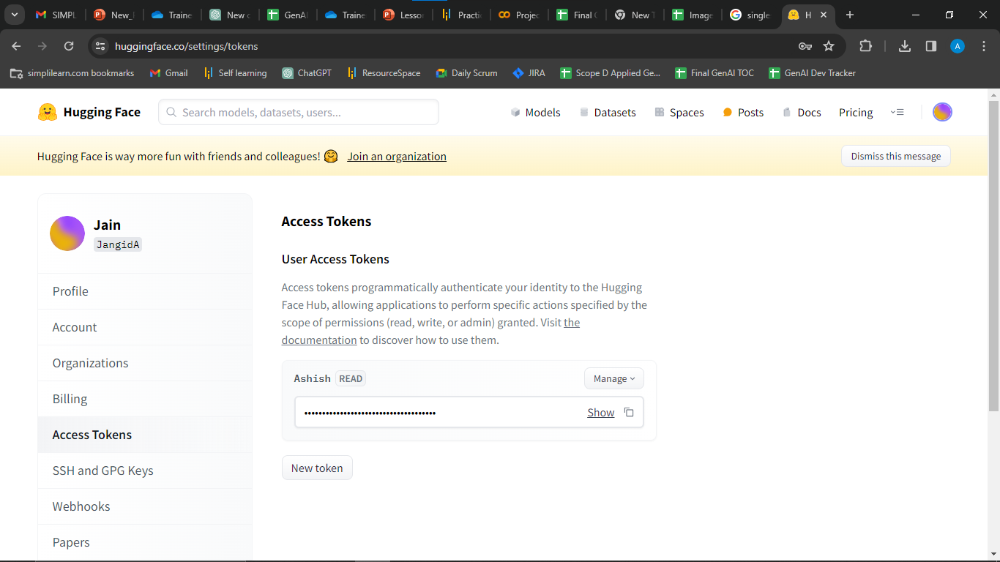 SIMPL
New_
Traine
New c
GenAI
Traine
Lesso
Practi
Projec
Final (
New T
Image
single
H
huggingface.co/settings/tokens
A
simplilearn.com bookmarks
Gmail
Self learning
ChatGPT
ResourceSpace
Daily Scrum
JIRA
Scope D Applied Ge...
Final GenAI TOC
GenAI Dev Tracker
Hugging Face
Search models, datasets, users...
Models
Datasets
Spaces
Posts
Docs
Pricing
Hugging Face is way more fun with friends and colleagues! 🤗 Join an organization
Dismiss this message
Jain
JangidA
Profile
Account
Organizations
Billing
Access Tokens
SSH and GPG Keys
Webhooks
Papers
Access Tokens
User Access Tokens
Access tokens programmatically authenticate your identity to the Hugging
Face Hub, allowing applications to perform specific actions specified by the
scope of permissions (read, write, or admin) granted. Visit the
documentation to discover how to use them.
Ashish READ
Manage
••••••••••••••••••••••••••••••••••••• Show
New token